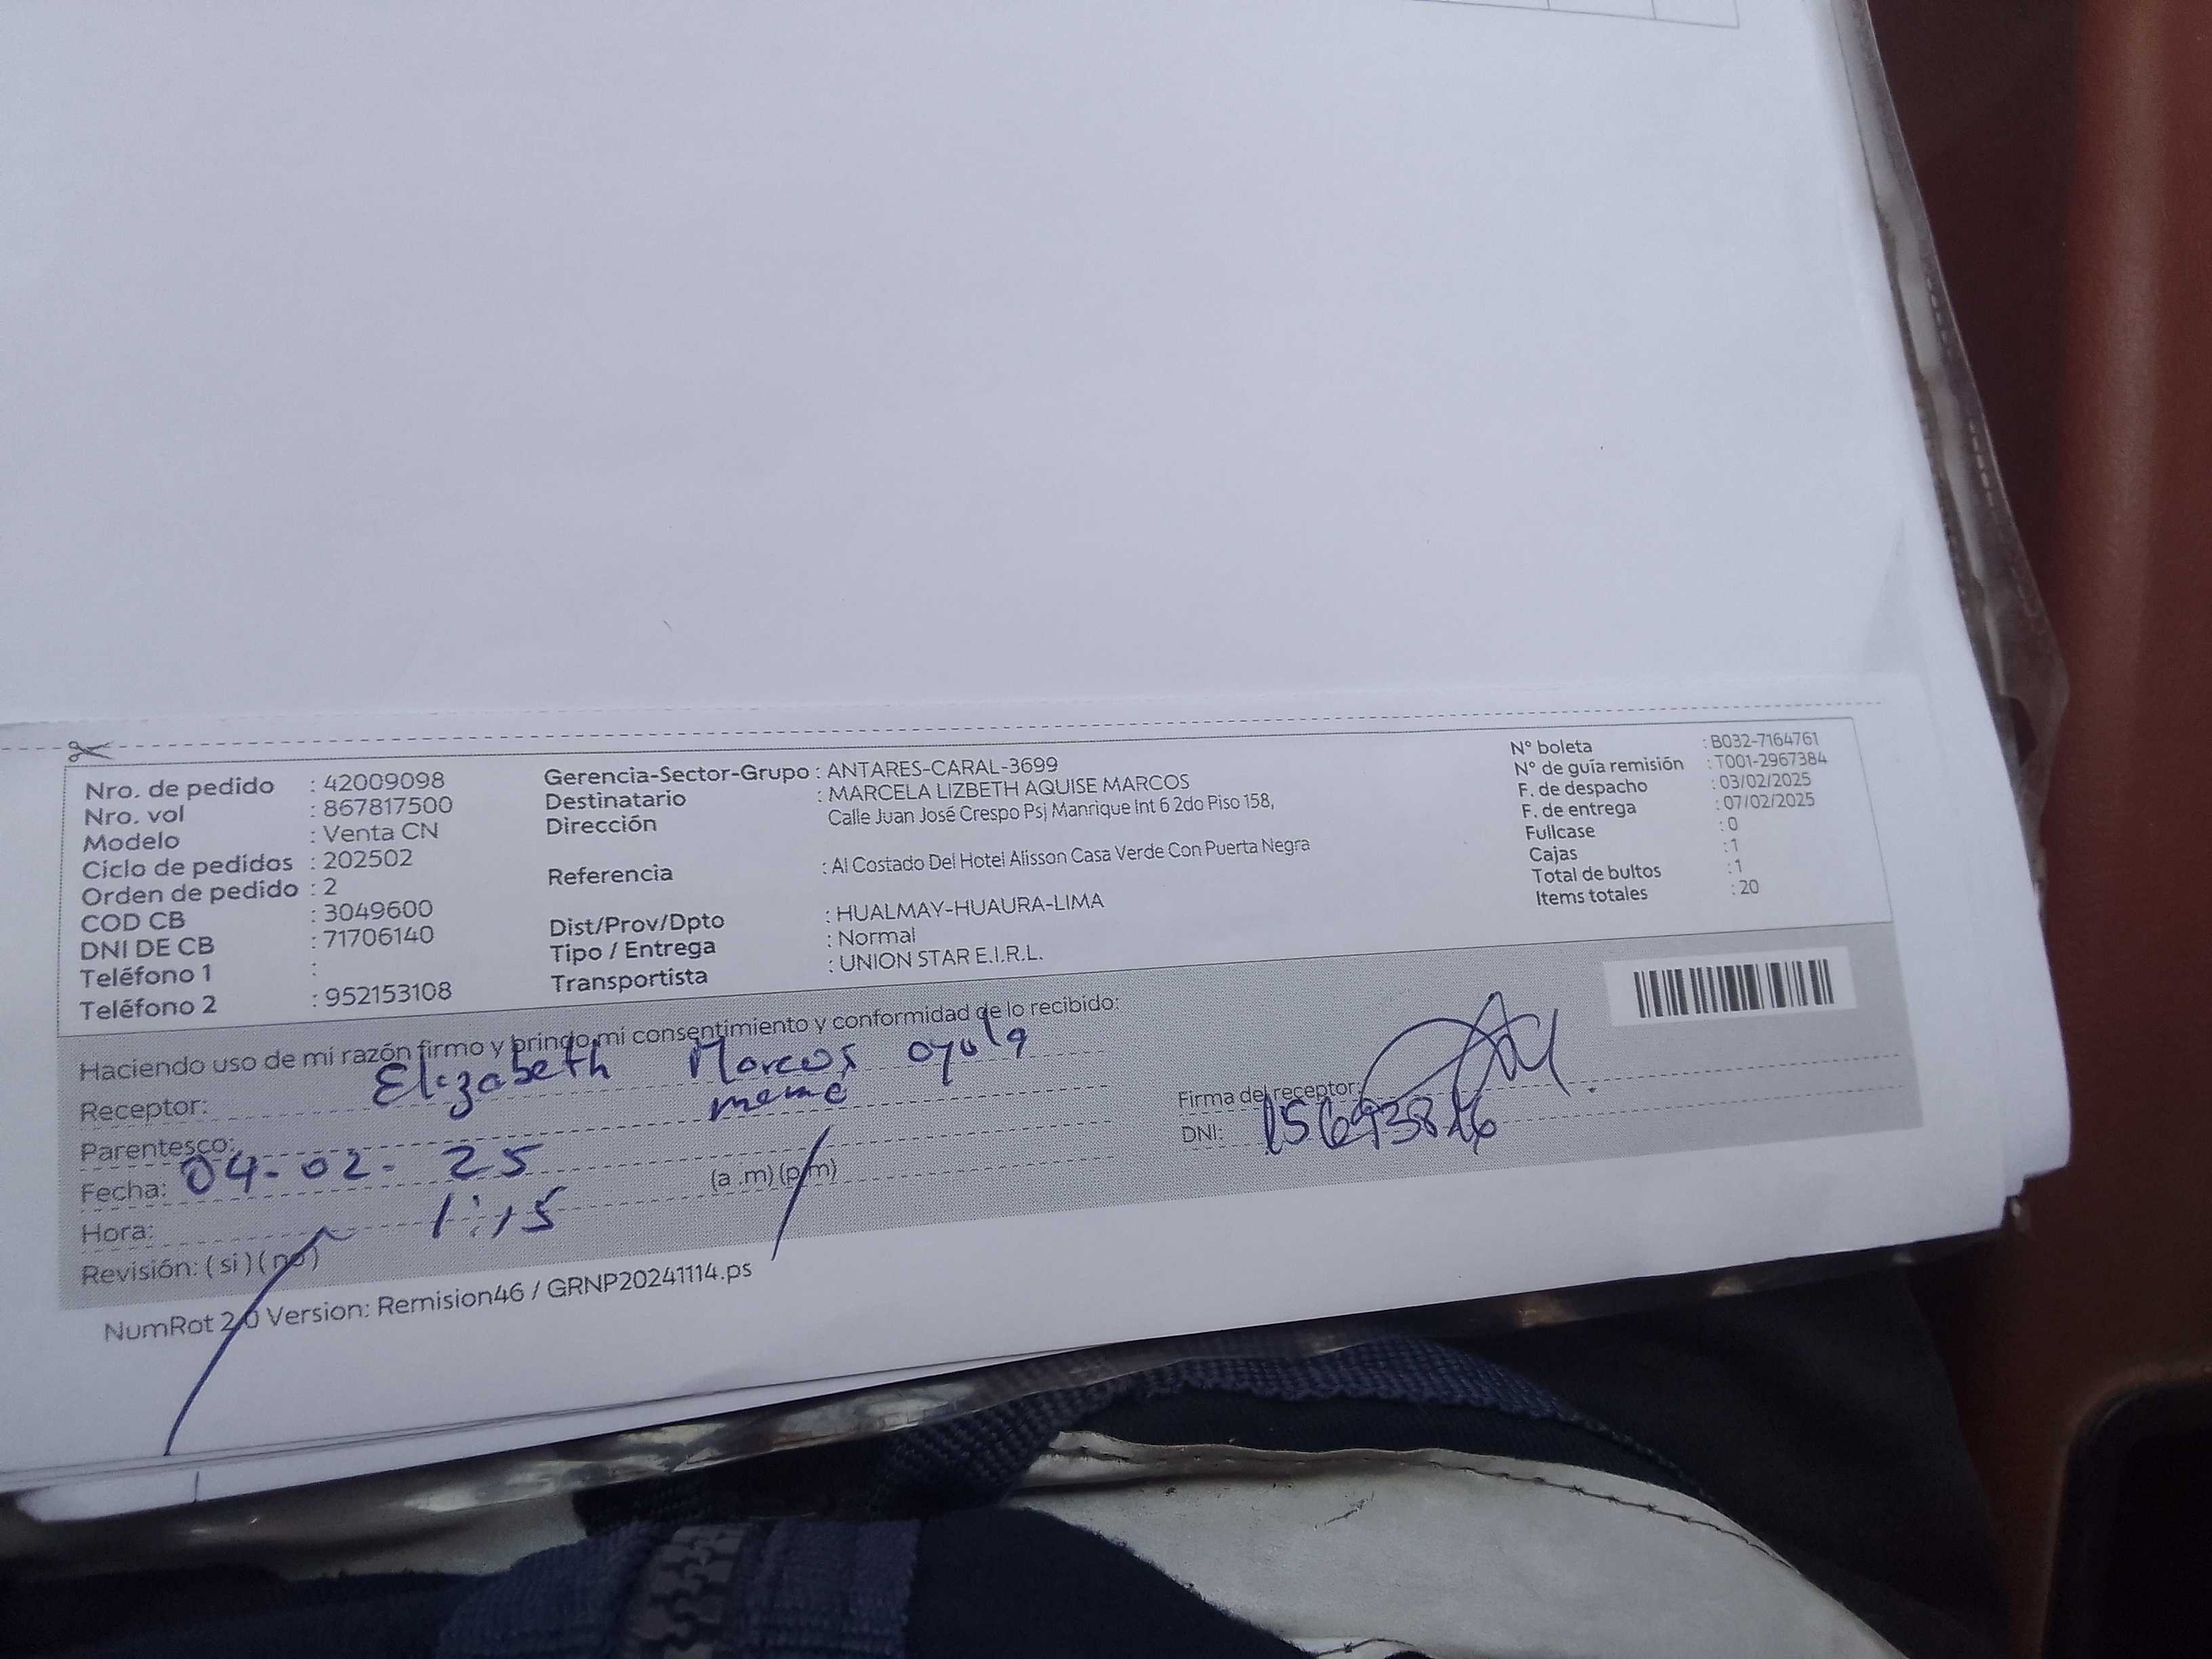 Nro. de pedido : 42009098
Nro. vol : 867817500
Modelo : Venta CN
Ciclo de pedidos : 202502
Orden de pedido : 2
COD CB : 3049600
DNI DE CB : 71706140
Teléfono 1 :
Teléfono 2 : 952153108
Gerencia-Sector-Grupo : ANTARES-CARAL-3699
Destinatario : MARCELA LIZBETH AQUISE MARCOS
Dirección Calle Juan José Crespo Psj Manrique Int 6 2do Piso 158,
Referencia : Al Costado Del Hotel Alisson Casa Verde Con Puerta Negra
Dist/Prov/Dpto : HUALMAY-HUAURA-LIMA
Tipo / Entrega : Normal
Transportista : UNION STAR E.I.R.L.
N° boleta : B032-7164761
N° de guía remisión : T001-2967384
F. de despacho : 03/02/2025
F. de entrega : 07/02/2025
Fullcase : 0
Cajas : 1
Total de bultos : 1
Items totales : 20
Haciendo uso de mi razón firmo y brindo mi consentimiento y conformidad de lo recibido:
Receptor: Elizabeth Marcos oyola
Parentesco: mamá
Fecha: 04-02-25
Hora: 1:15 (a .m) (p.m)
Revisión: ( si ) ( no )
Firma del receptor:
DNI:
NumRot 2.0 Version: Remision46 / GRNP20241114.ps